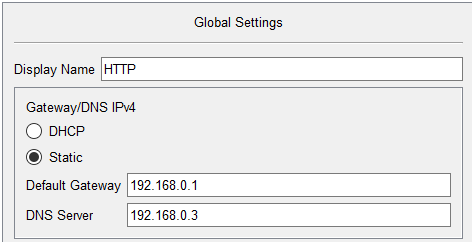 Global Settings
Display Name HTTP
Gateway/DNS IPv4
DHCP
Static
Default Gateway 192.168.0.1
DNS Server 192.168.0.3